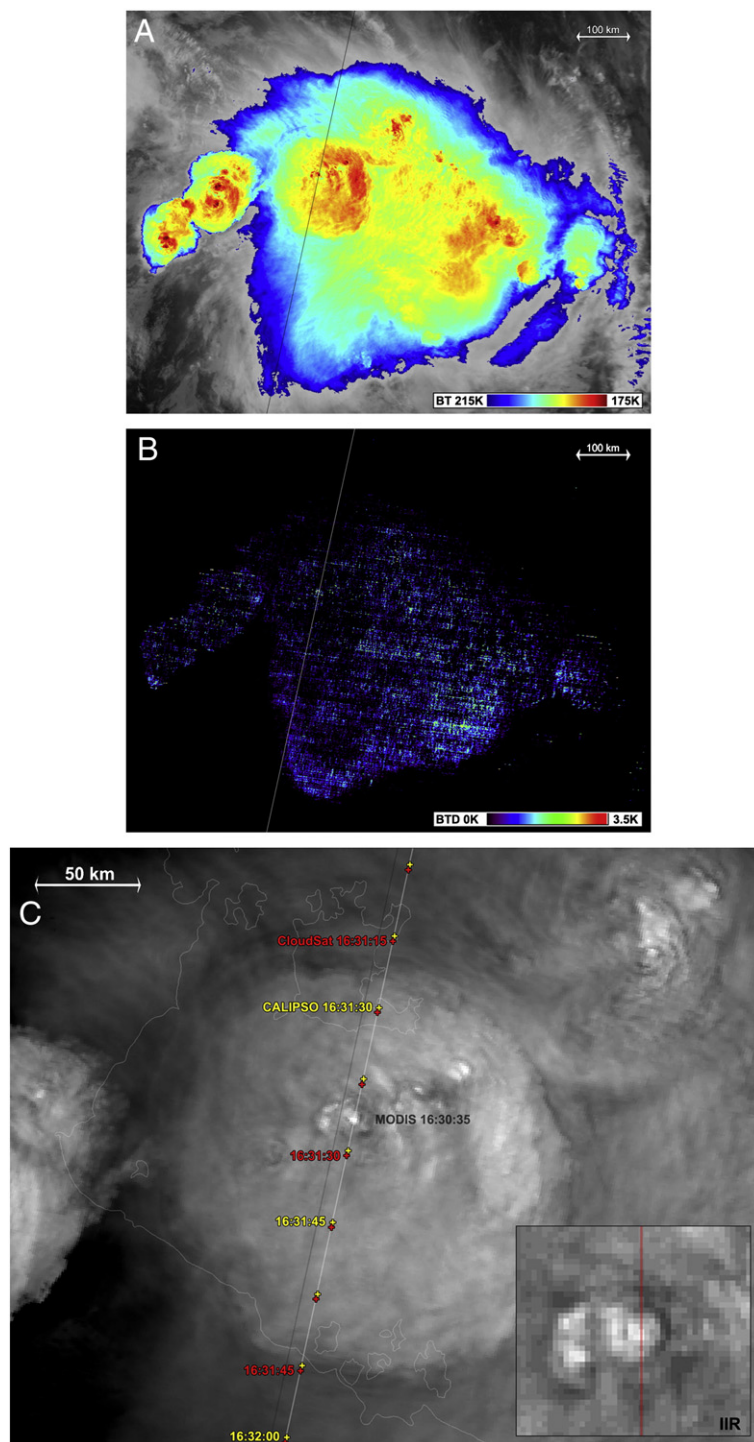 A
100 km
BT 215K 175K
B
100 km
BTD 0K 3.5K
50 km
C
CloudSat 16:31:15
CALIPSO 16:31:30
MODIS 16:30:35
16:31:30
16:31:45
16:31:45
16:32:00
IIR